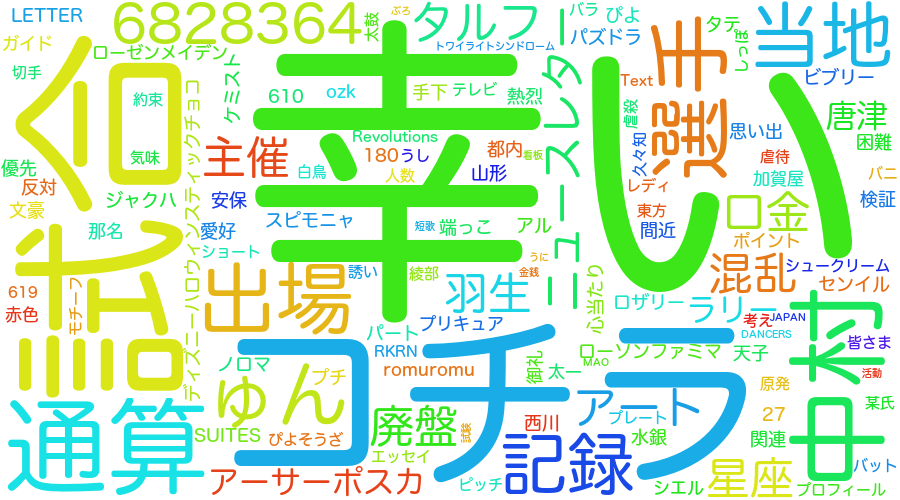 LETTER
6828364
太鼓
ぷろ
タルフ
バラ
ぴよ
タテ
しっぽ
当地
ガイド
ローゼンメイデン
トワイライトシンドローム
パズドラ
選手
ビブリー
切手
約束
ケミスト
610
ozk
手下
テレビ
熱烈
Text
虐殺
思い出
唐津
困難
試合
幸い
Revolutions
ニュースレター
久々知
優先
気味
主催
180
うし
都内
看板
虐待
バニ
反対
白鳥
人数
山形
レディ
加賀屋
検証
文豪
ジャクハ
ディズニーハロウィンスティックチョコ
安保
スピモニャ
短歌
端っこ
アル
東方
間近
口金
那名
愛好
ポイント
ショート
誘い
綾部
うに
金銭
心当たり
混乱
シュークリーム
センイル
619
赤色
モチーフ
出場
羽生
ロザリー
ラリー
考え
JAPAN
DANCERS
中村
皆さま
パート
プリキュア
コチラ
ノロマ
RKRN
ローソンファミマ
MAO
天子
プチ
romuromu
御礼
太一
活動
通算
ゆん
アート
原発
某氏
SUITES
ぴよそうざ
廃盤
試験
西川
プレート
27
エッセイ
記録
水銀
関連
アーサーポスカ
ピッチ
シエル
星座
バット
プロフィール